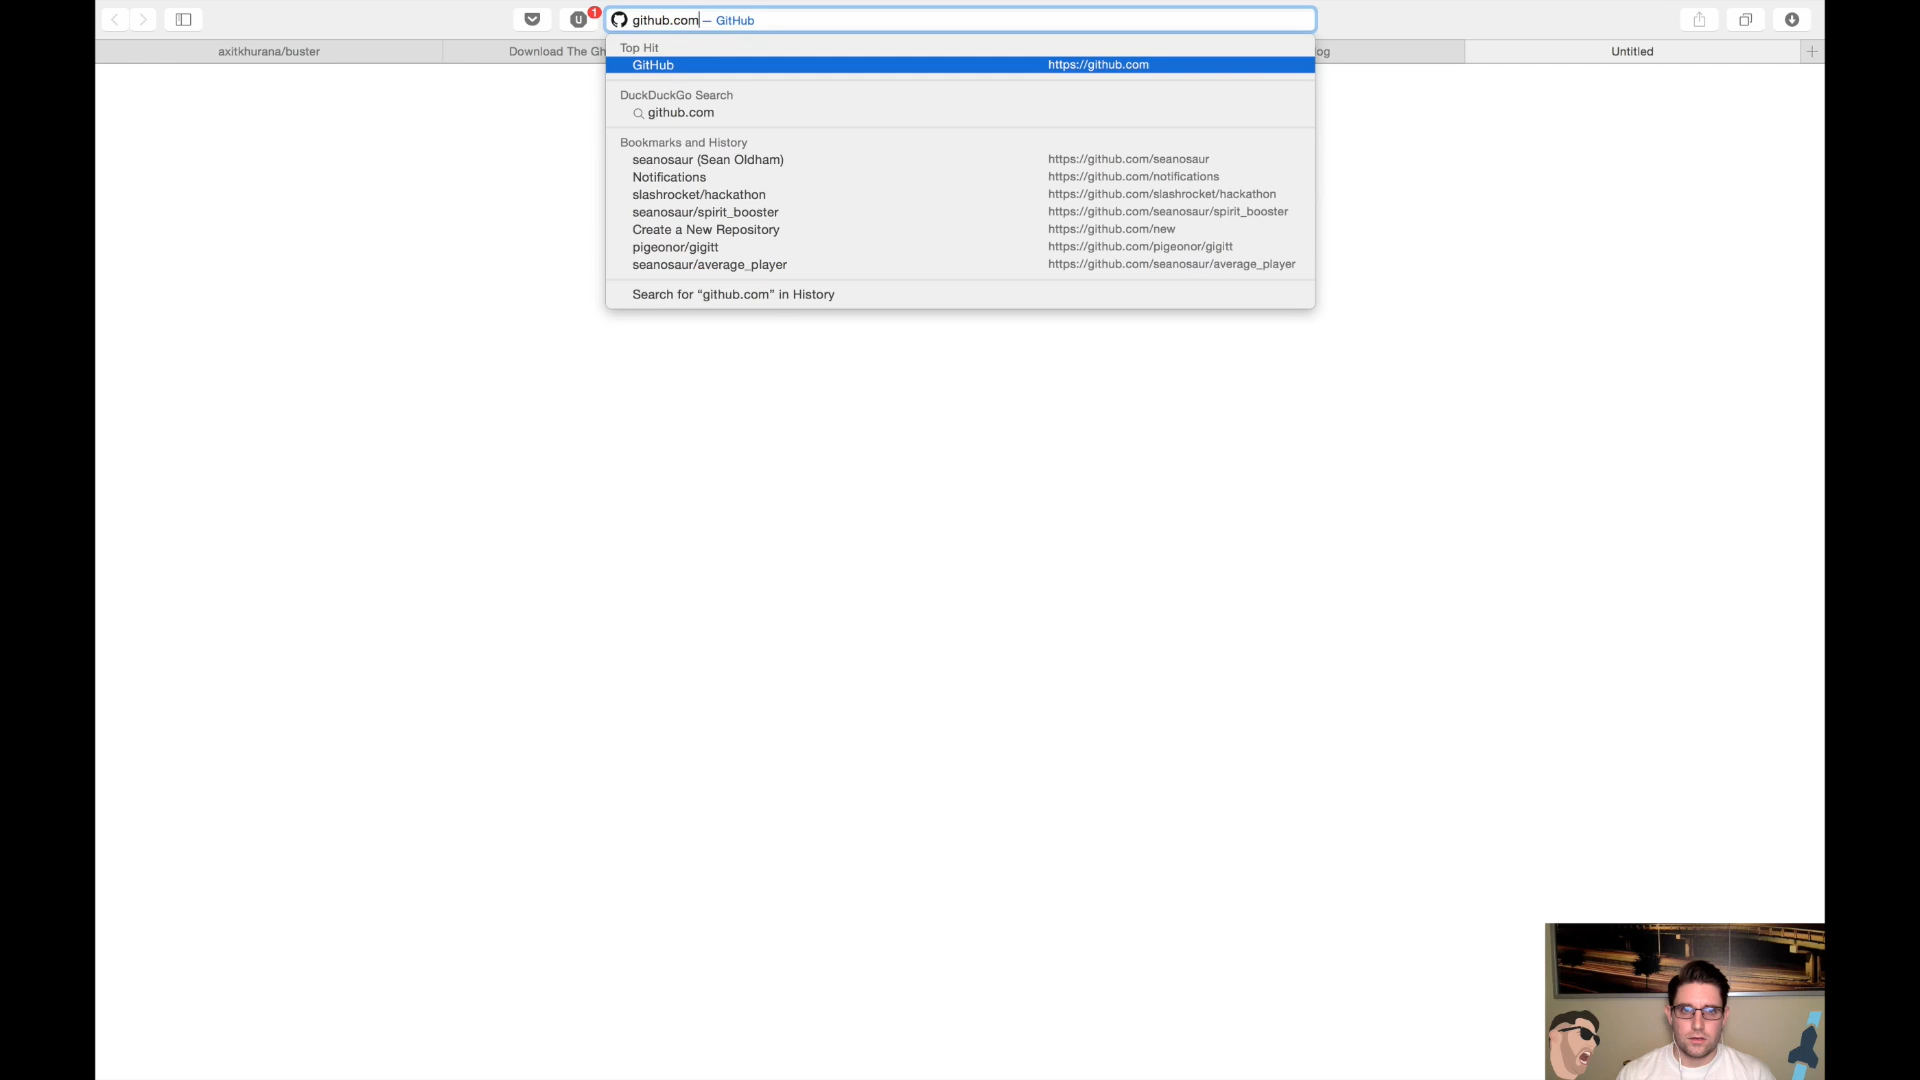 U
1
github.com — GitHub
axitkhurana/buster
Download The Gh
og
Untitled
Top Hit
GitHub https://github.com
DuckDuckGo Search
github.com
Bookmarks and History
seanosaur (Sean Oldham) https://github.com/seanosaur
Notifications https://github.com/notifications
slashrocket/hackathon https://github.com/slashrocket/hackathon
seanosaur/spirit_booster https://github.com/seanosaur/spirit_booster
Create a New Repository https://github.com/new
pigeonor/gigitt https://github.com/pigeonor/gigitt
seanosaur/average_player https://github.com/seanosaur/average_player
Search for “github.com” in History